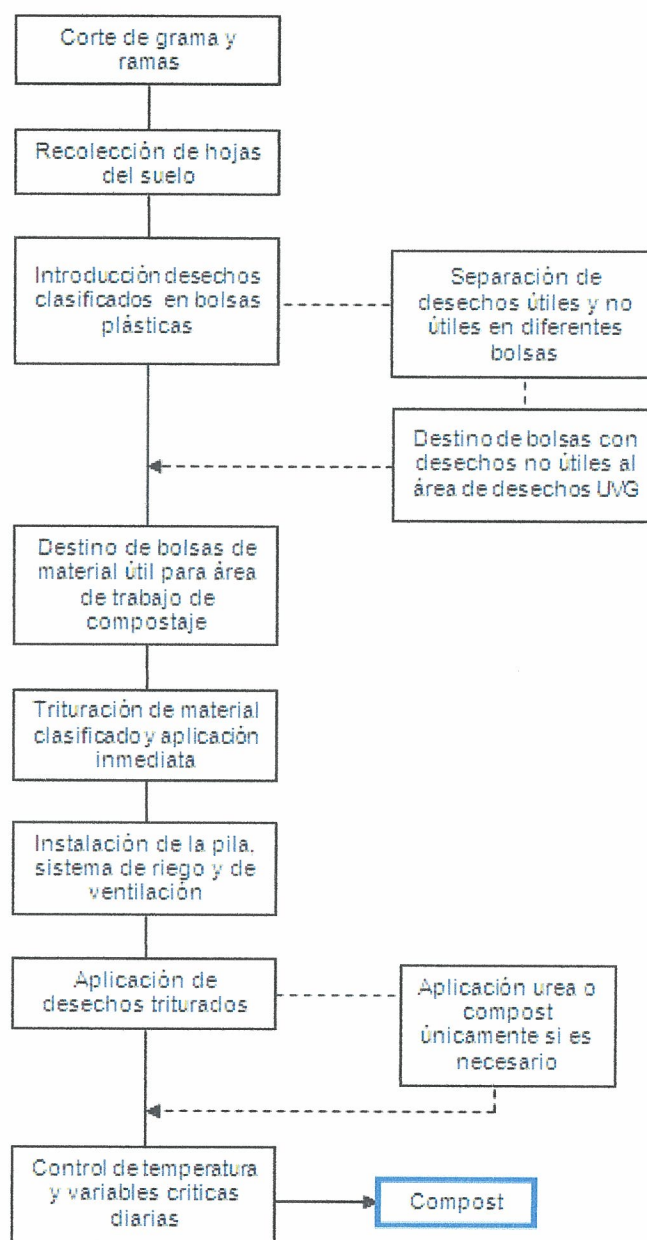 Corte de grama y
ramas
Recolección de hojas
del suelo
Introducción desechos
clasificados en bolsas
plásticas
Separación de
desechos útiles y no
útiles en diferentes
bolsas
Destino de bolsas con
desechos no útiles al
área de desechos UVG
Destino de bolsas de
material útil para área
de trabajo de
compostaje
Trituración de material
clasificado y aplicación
inmediata
Instalación de la pila,
sistema de riego y de
ventilación
Aplicación de
desechos triturados
Aplicación urea o
compost
únicamente si es
necesario
Control de temperatura
y variables criticas
diarias
Compost